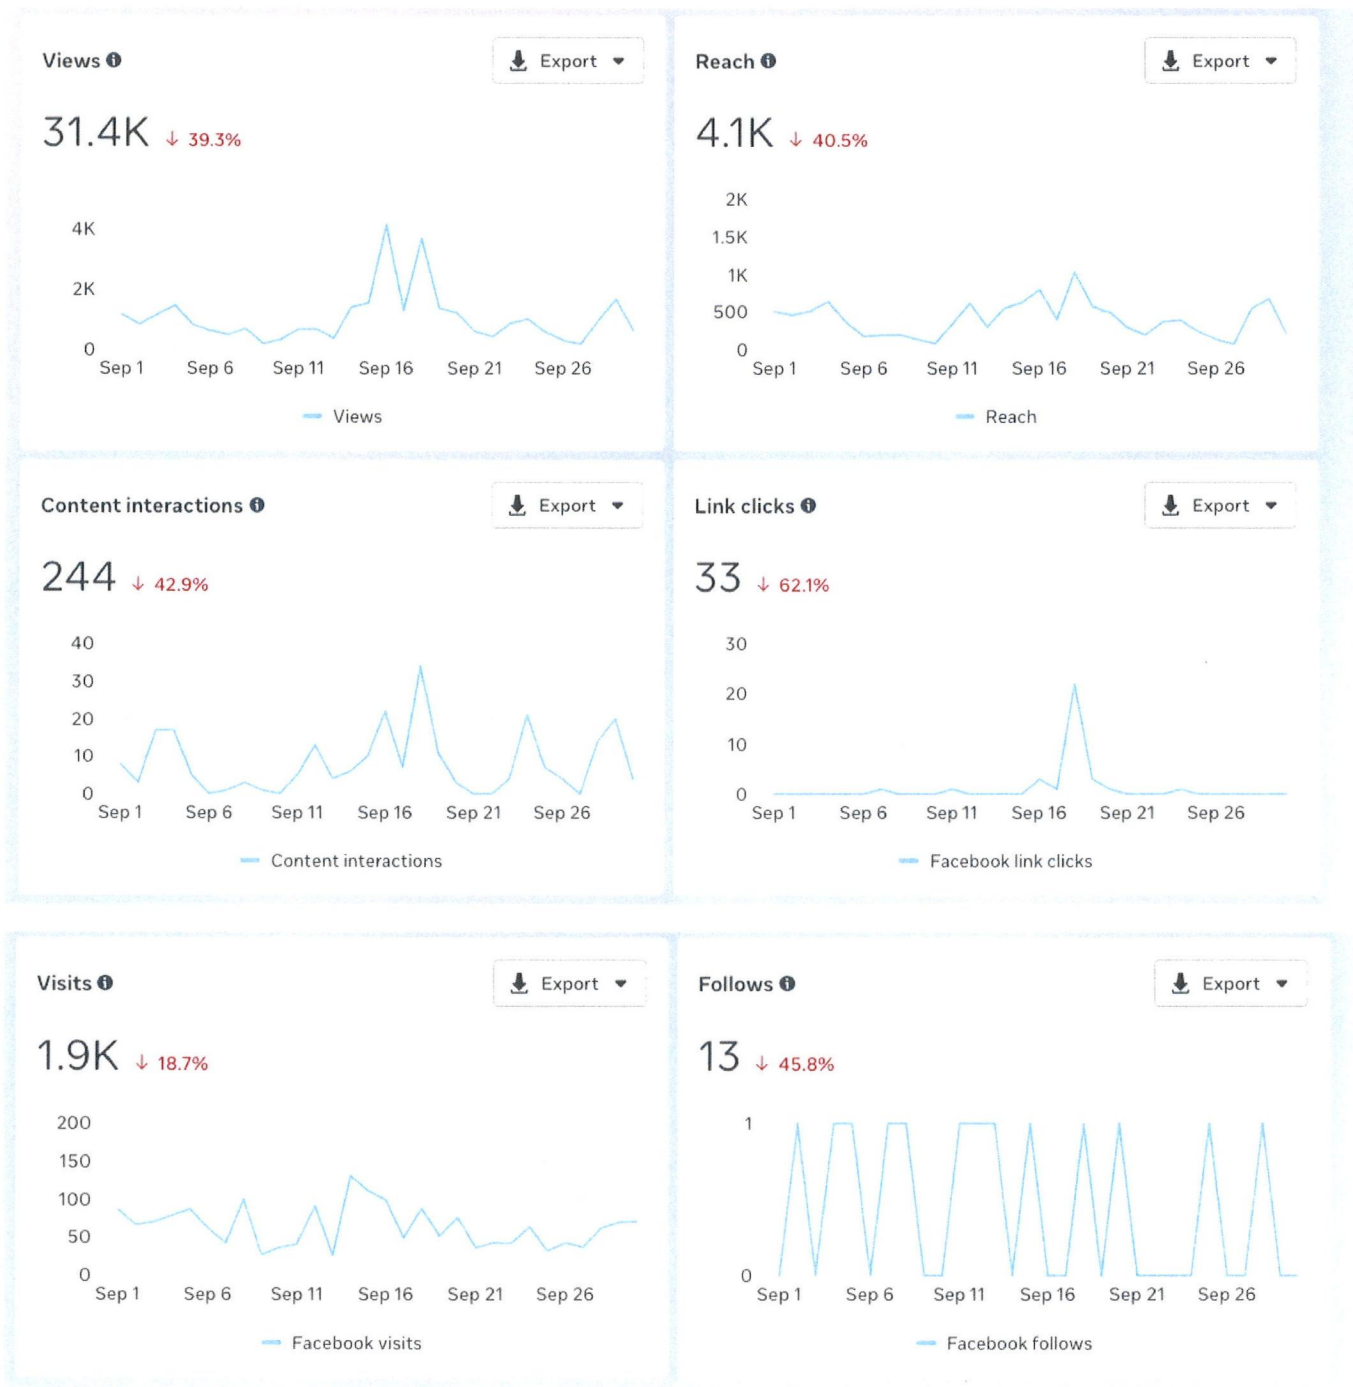 Views
Export
31.4K ↓ 39.3%
4K
2K
0
Sep 1 Sep 6 Sep 11 Sep 16 Sep 21 Sep 26
Views
Reach
Export
4.1K ↓ 40.5%
2K
1.5K
1K
500
0
Sep 1 Sep 6 Sep 11 Sep 16 Sep 21 Sep 26
Reach
Content interactions
Export
244 ↓ 42.9%
40
30
20
10
0
Sep 1 Sep 6 Sep 11 Sep 16 Sep 21 Sep 26
Content interactions
Link clicks
Export
33 ↓ 62.1%
30
20
10
0
Sep 1 Sep 6 Sep 11 Sep 16 Sep 21 Sep 26
Facebook link clicks
Visits
Export
1.9K ↓ 18.7%
200
150
100
50
0
Sep 1 Sep 6 Sep 11 Sep 16 Sep 21 Sep 26
Facebook visits
Follows
Export
13 ↓ 45.8%
1
0
Sep 1 Sep 6 Sep 11 Sep 16 Sep 21 Sep 26
Facebook follows